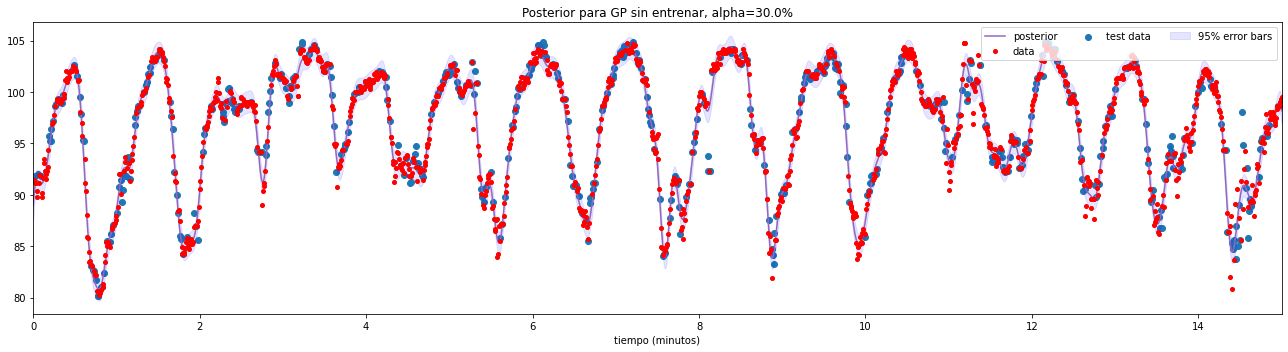 Posterior para GP sin entrenar, alpha=30.0%
posterior
data
test data
95% error bars
105
100
95
90
85
80
0 2 4 6 8 10 12 14
tiempo (minutos)